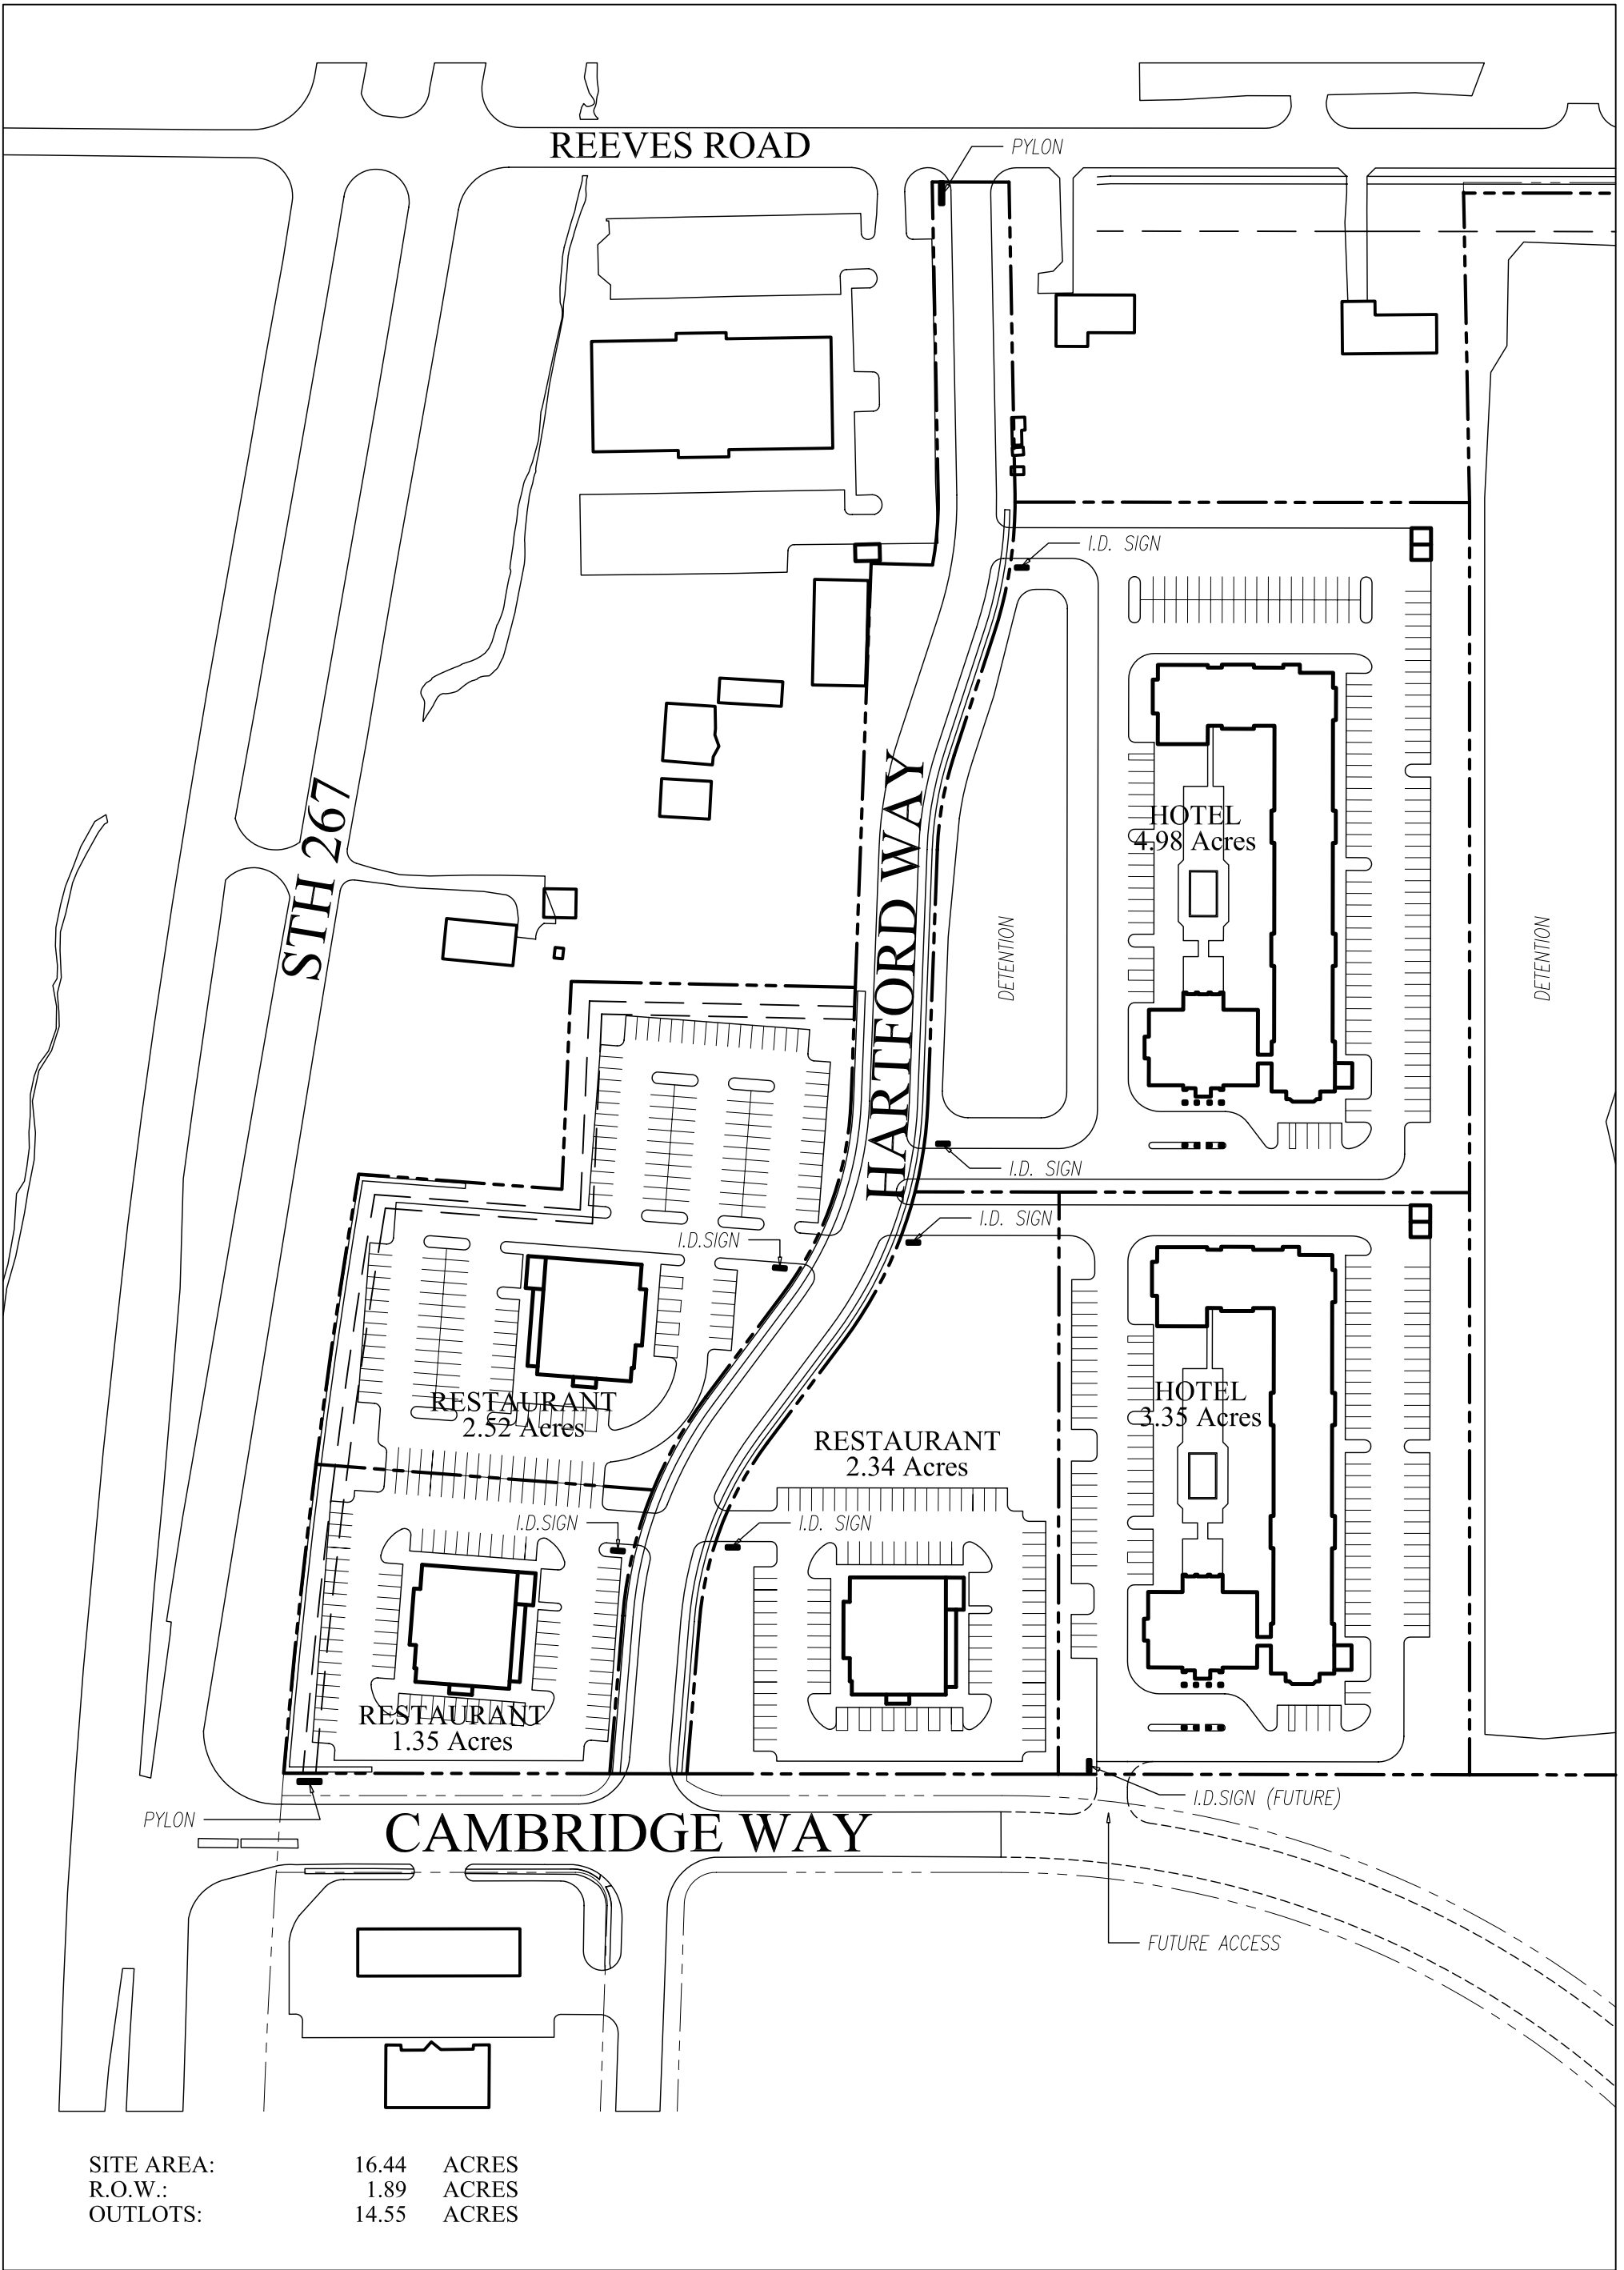 REEVES ROAD
PYLON
I.D. SIGN
STH 267
HARTFORD WAY
HOTEL
4.98 Acres
DETENTION
DETENTION
I.D. SIGN
I.D. SIGN
I.D.SIGN
RESTAURANT
2.52 Acres
HOTEL
3.35 Acres
RESTAURANT
2.34 Acres
I.D.SIGN
I.D. SIGN
RESTAURANT
1.35 Acres
I.D.SIGN (FUTURE)
PYLON
CAMBRIDGE WAY
FUTURE ACCESS
SITE AREA: 16.44 ACRES
R.O.W.: 1.89 ACRES
OUTLOTS: 14.55 ACRES